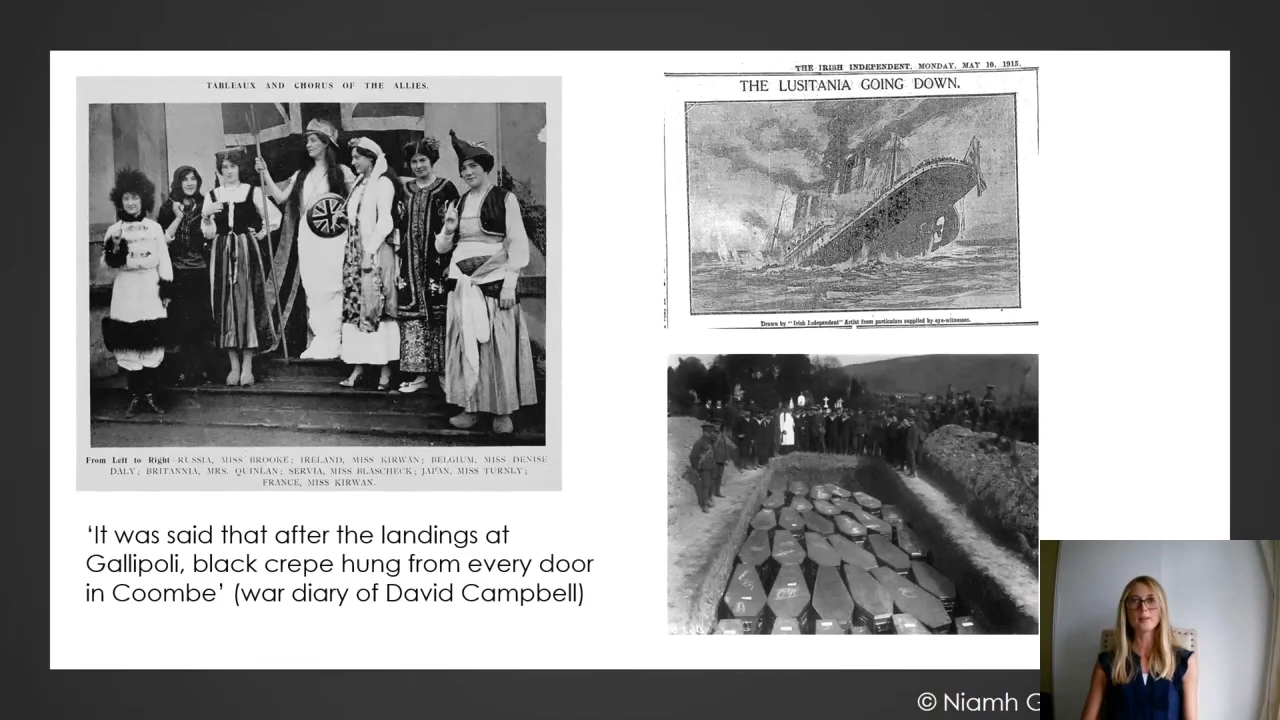 TABLEAUX AND CHORUS OF THE ALLIES.
From Left to Right RUSSIA, MISS BROOKE; IRELAND, MISS KIRWAN; BELGIUM, MISS DENISE
DALY; BRITANNIA, MRS. QUINLAN; SERVIA, MISS BLASCHECK; JAPAN, MISS TURNLY;
FRANCE, MISS KIRWAN.
‘It was said that after the landings at
Gallipoli, black crepe hung from every door
in Coombe’ (war diary of David Campbell)
THE IRISH INDEPENDENT, MONDAY, MAY 10, 1915.
THE LUSITANIA GOING DOWN.
Drawn by "Irish Independent" Artist from particulars supplied by eye-witnesses.
© Niamh G